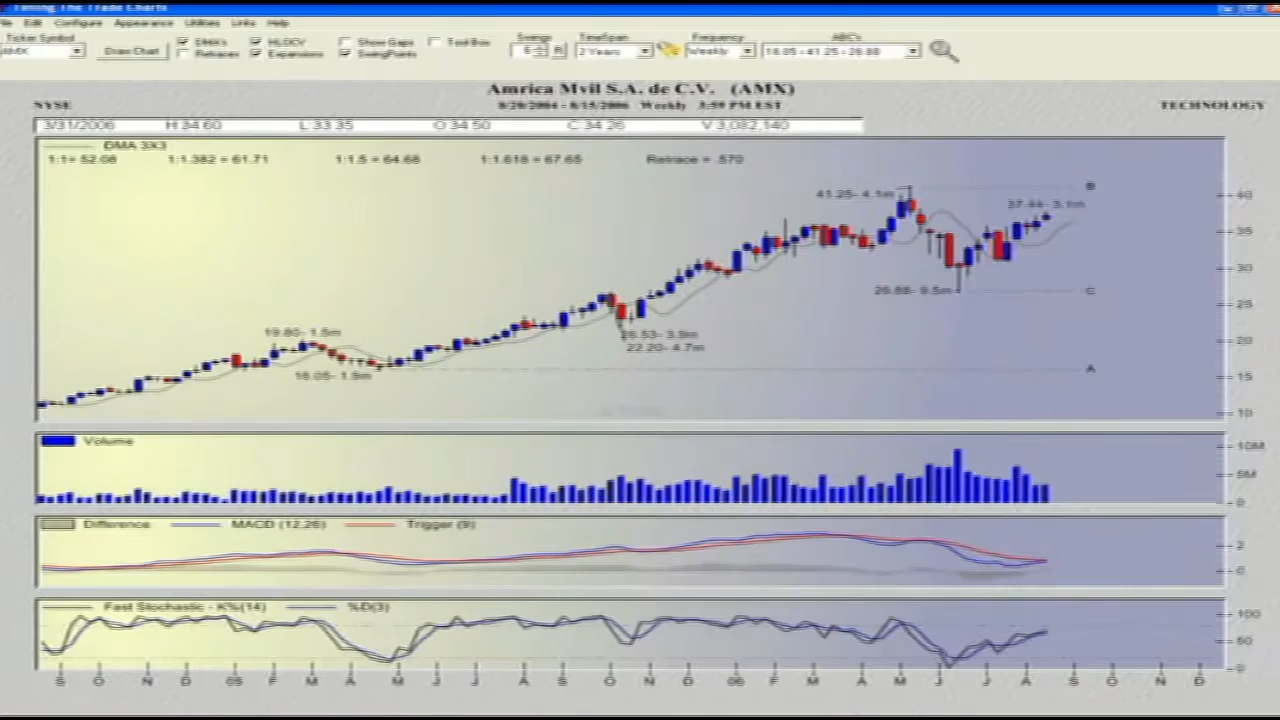 Timing The Trade Charts
File Edit Configure Appearance Utilities Links Help
Ticker Symbol Swings TimeSpan Frequency ABC's
AMX Draw Chart DMA's HLOCV Show Gaps Tool Box 5 R 2 Years Weekly 16.05 - 41.25 - 26.88
Retraces Expansions SwingPoints
Amrica Mvil S.A. de C.V. (AMX)
NYSE 8/20/2004 - 8/15/2006 Weekly 3:59 PM EST TECHNOLOGY
3/31/2006 H 34.60 L 33.35 O 34.50 C 34.26 V 3,082,140
DMA 3X3
1:1= 52.08 1:1.382 = 61.71 1:1.5 = 64.68 1:1.618 = 67.65 Retrace = .570
41.25- 4.1m B
40
37.44- 3.1m
35
30
26.88- 9.5m C
25
19.80- 1.5m 26.53- 3.9m
20
22.20- 4.7m
16.05- 1.9m A
15
10
Volume 10M
5M
0
Difference MACD (12,26) Trigger (9)
2
0
Fast Stochastic - K%(14) %D(3) 100
50
0
S O N D 05 F M A M J J A S O N D 06 F M A M J J A S O N D